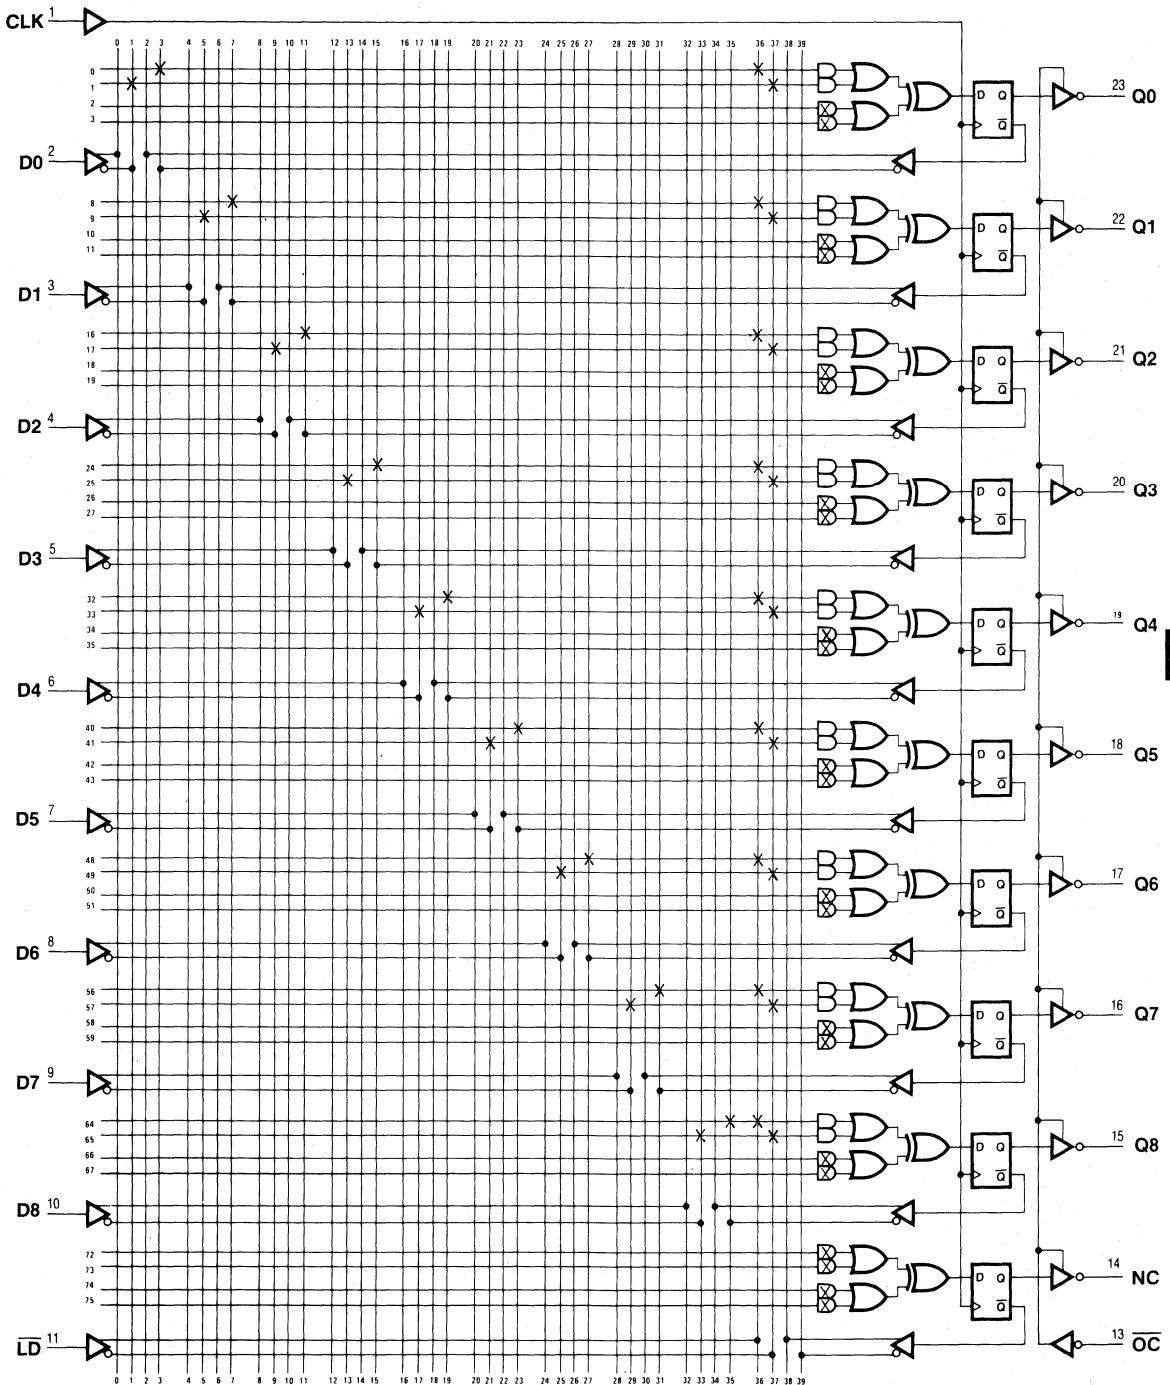 CLK 1
0 1 2 3 4 5 6 7 8 9 10 11 12 13 14 15 16 17 18 19 20 21 22 23 24 25 26 27 28 29 30 31 32 33 34 35 36 37 38 39
0
1
2
3
D Q
Q̅
23 Q0
D0 2
8
9
10
11
D Q
Q̅
22 Q1
D1 3
16
17
18
19
D Q
Q̅
21 Q2
D2 4
24
25
26
27
D Q
Q̅
20 Q3
D3 5
32
33
34
35
D Q
Q̅
19 Q4
D4 6
40
41
42
43
D Q
Q̅
18 Q5
D5 7
48
49
50
51
D Q
Q̅
17 Q6
D6 8
56
57
58
59
D Q
Q̅
16 Q7
D7 9
64
65
66
67
D Q
Q̅
15 Q8
D8 10
72
73
74
75
D Q
Q̅
14 NC
L̅D̅ 11
13 O̅C̅
0 1 2 3 4 5 6 7 8 9 10 11 12 13 14 15 16 17 18 19 20 21 22 23 24 25 26 27 28 29 30 31 32 33 34 35 36 37 38 39